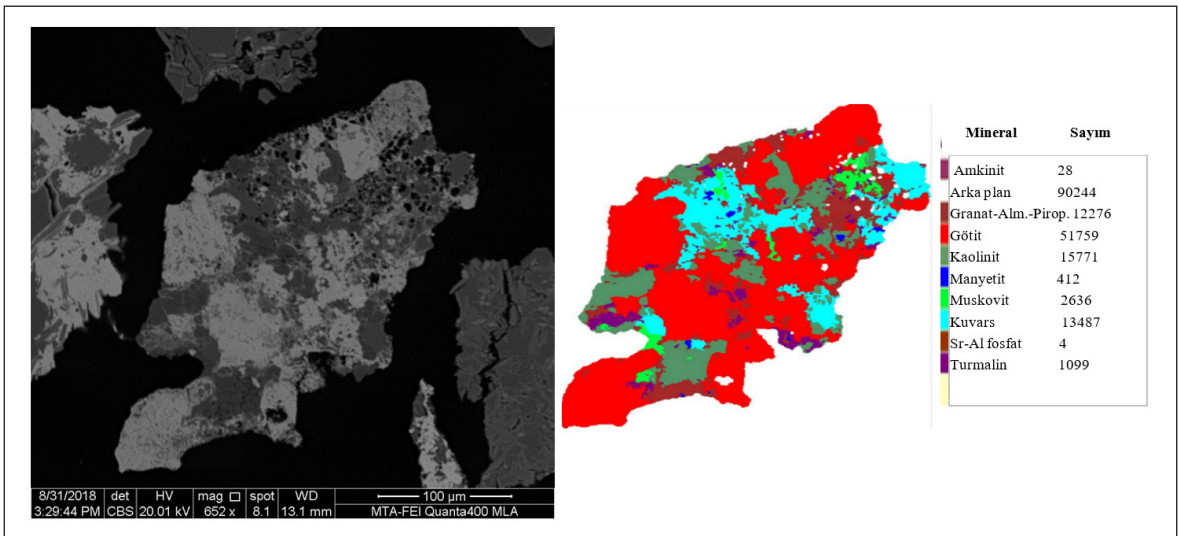 Mineral Sayım
Amkinit 28
Arka plan 90244
Granat-Alm.-Pirop. 12276
Götit 51759
Kaolinit 15771
Manyetit 412
Muskovit 2636
Kuvars 13487
Sr-Al fosfat 4
Turmalin 1099
8/31/2018 det HV mag spot WD 100 µm
3:29:44 PM CBS 20.01 kV 652 x 8.1 13.1 mm MTA-FEI Quanta400 MLA